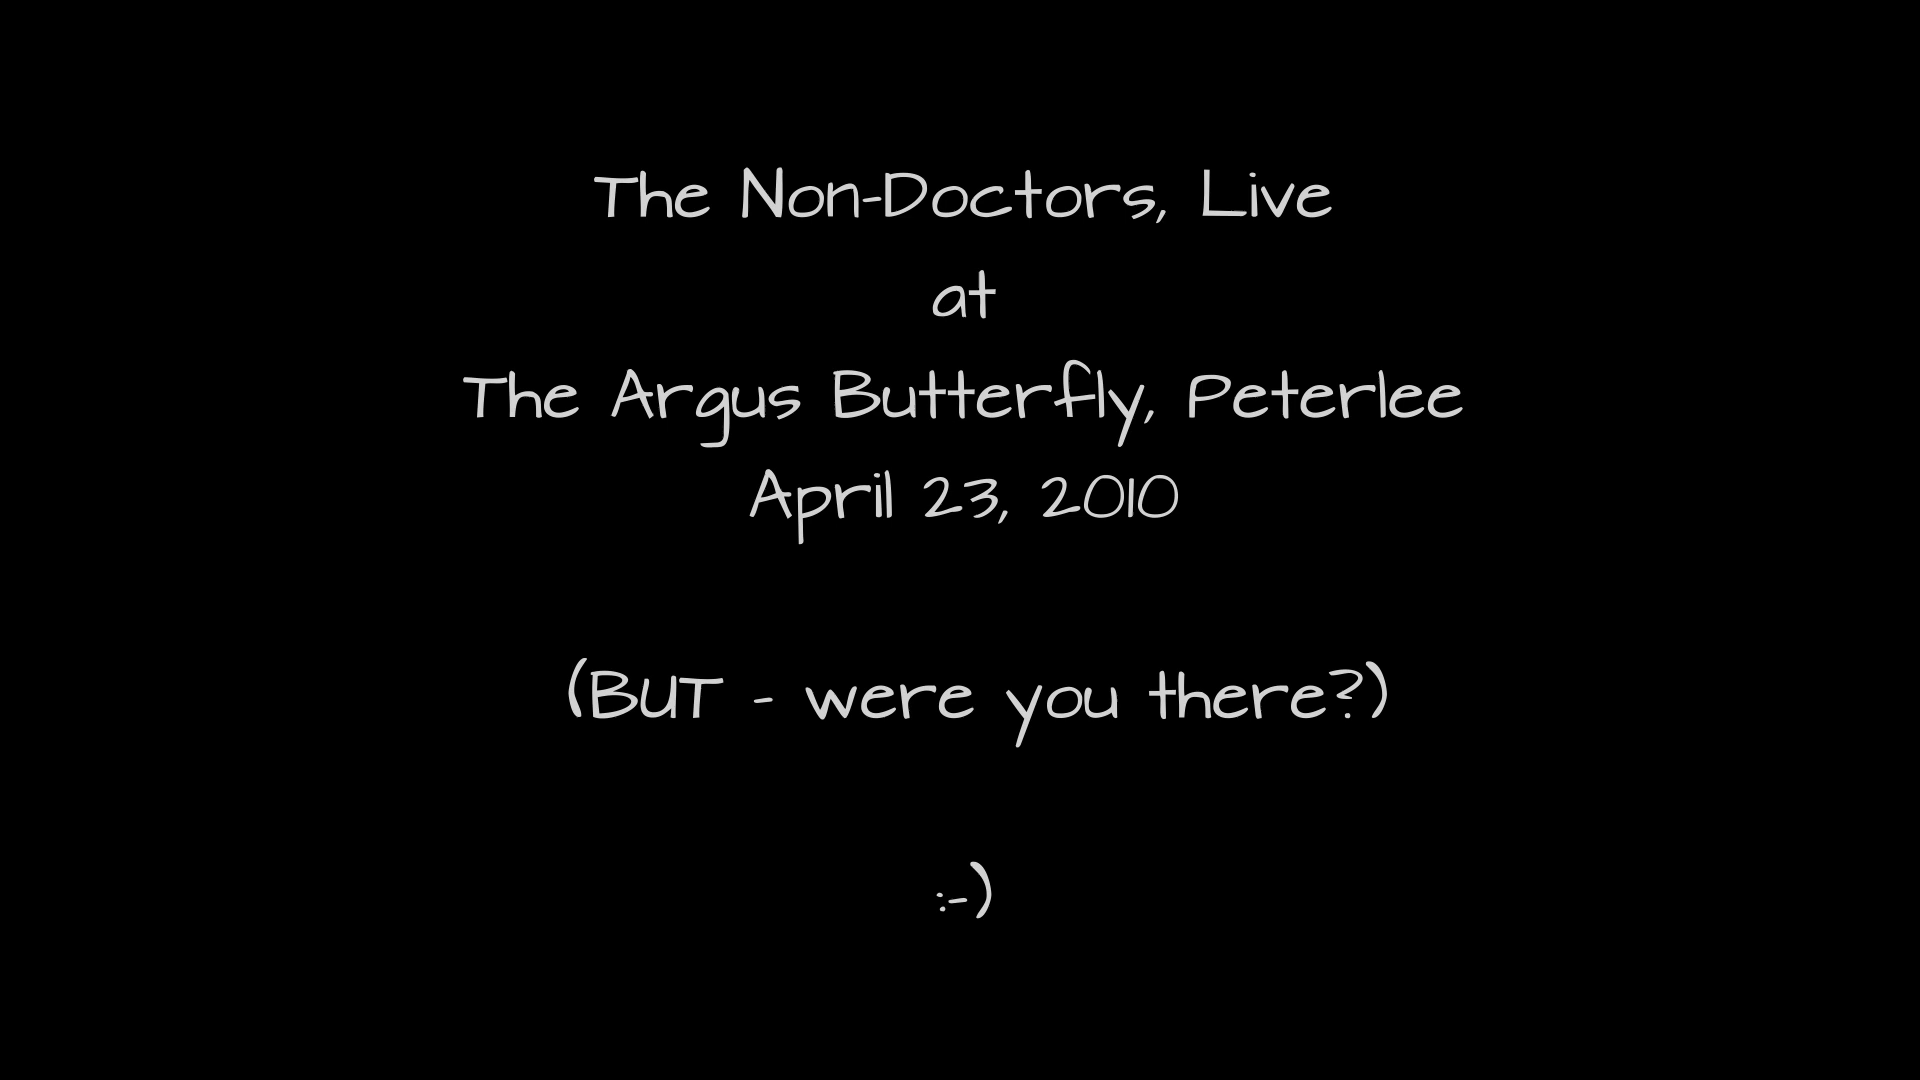 The Non-Doctors, Live
at
The Argus Butterfly, Peterlee
April 23, 2010
(BUT - were you there?)
:-)